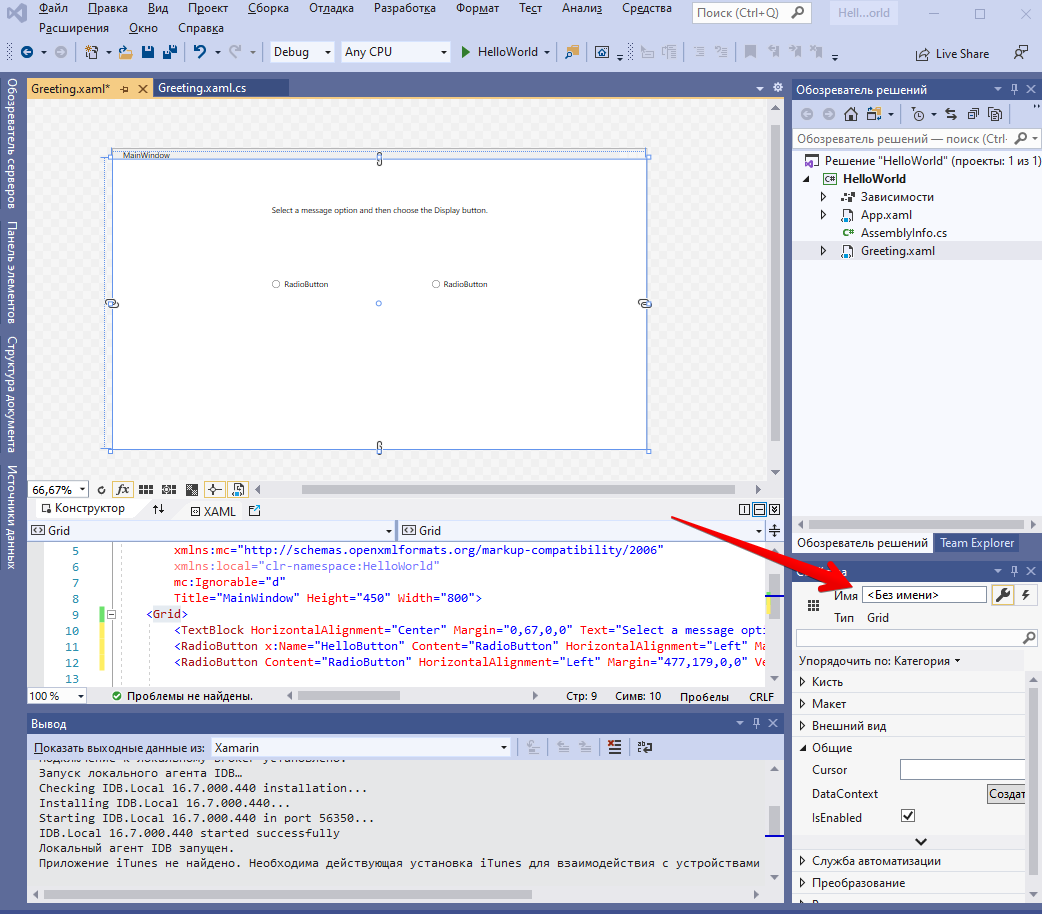 Файл Правка Вид Проект Сборка Отладка Разработка Формат Тест Анализ Средства Поиск (Ctrl+Q) Hell...orld
Расширения Окно Справка
Debug Any CPU HelloWorld Live Share
Обозреватель серверов
Панель элементов
Структура документа
Источники данных
Greeting.xaml* Greeting.xaml.cs
MainWindow
Select a message option and then choose the Display button.
RadioButton RadioButton
66,67% fx
Конструктор XAML
Grid Grid
5 xmlns:mc="http://schemas.openxmlformats.org/markup-compatibility/2006"
6 xmlns:local="clr-namespace:HelloWorld"
7 mc:Ignorable="d"
8 Title="MainWindow" Height="450" Width="800">
9 <Grid>
10 <TextBlock HorizontalAlignment="Center" Margin="0,67,0,0" Text="Select a message opti
11 <RadioButton x:Name="HelloButton" Content="RadioButton" HorizontalAlignment="Left" Ma
12 <RadioButton Content="RadioButton" HorizontalAlignment="Left" Margin="477,179,0,0" Ve
13
100 % Проблемы не найдены. Стр: 9 Симв: 10 Пробелы CRLF
Вывод
Показать выходные данные из: Xamarin
Запуск локального агента IDB…
Checking IDB.Local 16.7.000.440 installation...
Installing IDB.Local 16.7.000.440...
Starting IDB.Local 16.7.000.440 in port 56350...
IDB.Local 16.7.000.440 started successfully
Локальный агент IDB запущен.
Приложение iTunes не найдено. Необходима действующая установка iTunes для взаимодействия с устройствами
Обозреватель решений
Обозреватель решений — поиск (Ctrl+
Решение "HelloWorld" (проекты: 1 из 1)
C# HelloWorld
Зависимости
App.xaml
C# AssemblyInfo.cs
Greeting.xaml
Обозреватель решений Team Explorer
Имя <Без имени>
Тип Grid
Упорядочить по: Категория
Кисть
Макет
Внешний вид
Общие
Cursor
DataContext Создат
IsEnabled
Служба автоматизации
Преобразование